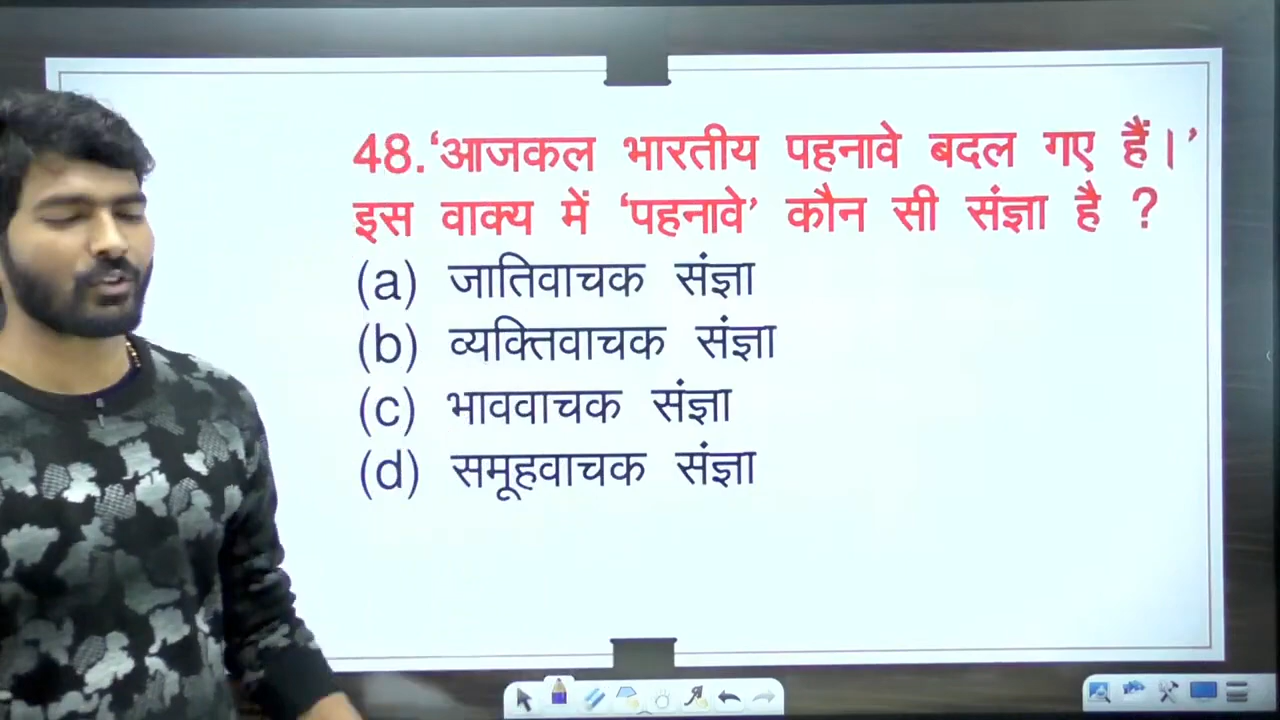 48.‘आजकल भारतीय पहनावे बदल गए हैं।’
इस वाक्य में ‘पहनावे’ कौन सी संज्ञा है ?
(a) जातिवाचक संज्ञा
(b) व्यक्तिवाचक संज्ञा
(c) भाववाचक संज्ञा
(d) समूहवाचक संज्ञा